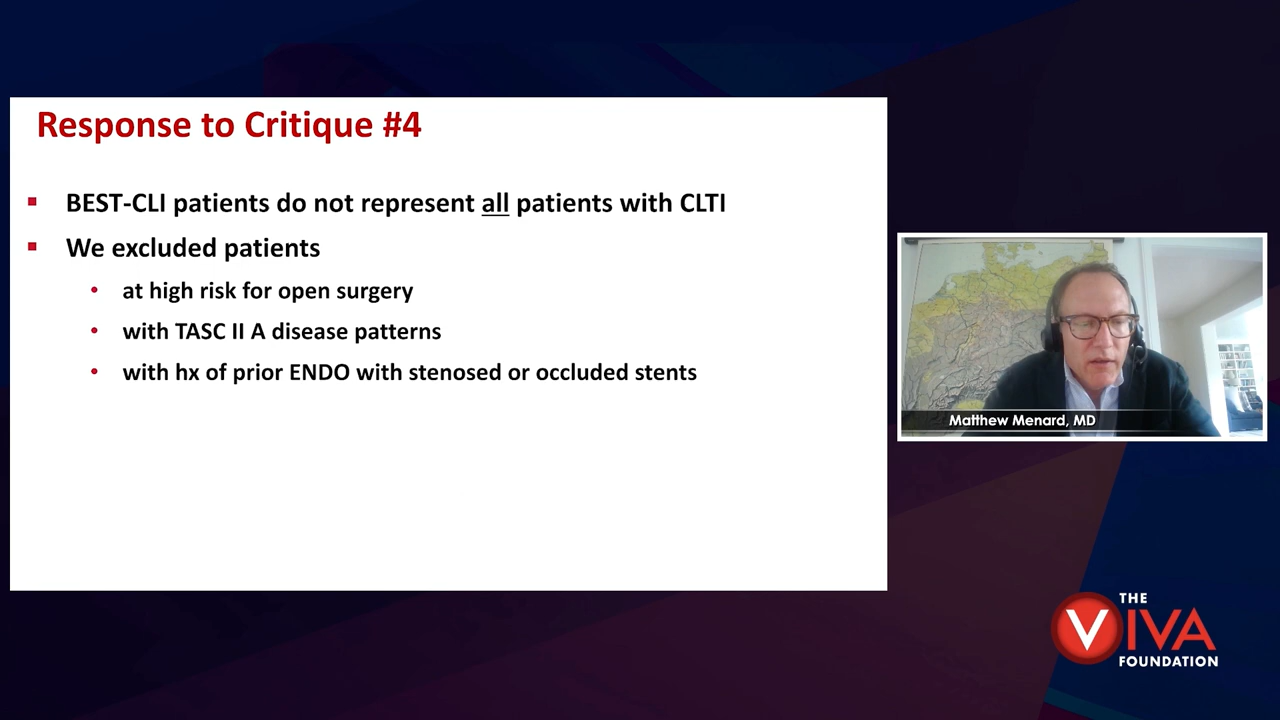 Response to Critique #4
BEST-CLI patients do not represent all patients with CLTI
We excluded patients
at high risk for open surgery
with TASC II A disease patterns
with hx of prior ENDO with stenosed or occluded stents
Matthew Menard, MD
THE
VIVA
FOUNDATION